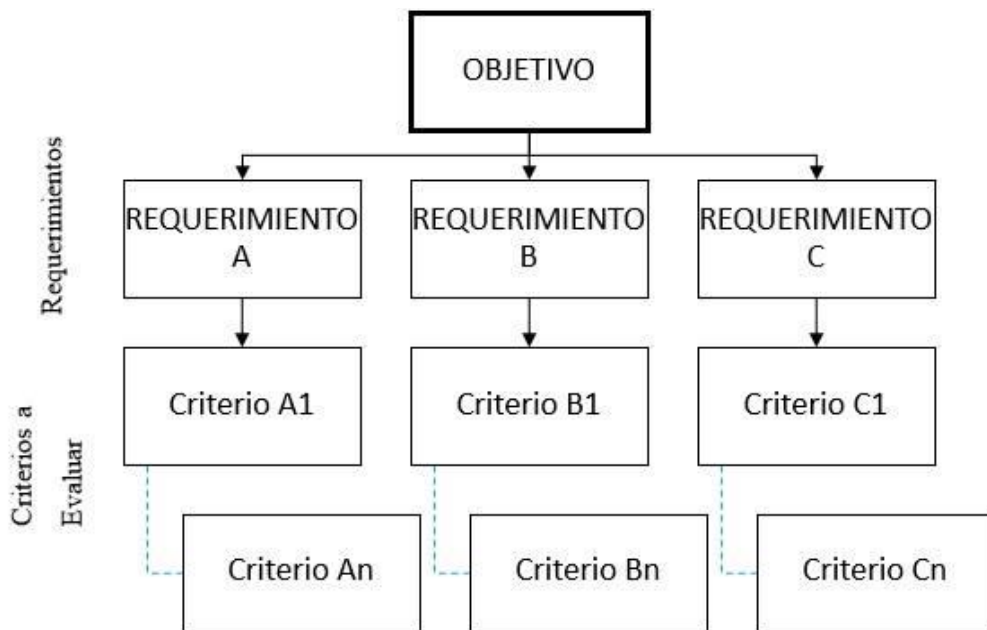 OBJETIVO
Requerimientos
REQUERIMIENTO
A
REQUERIMIENTO
B
REQUERIMIENTO
C
Criterios a
Evaluar
Criterio A1
Criterio B1
Criterio C1
Criterio An
Criterio Bn
Criterio Cn